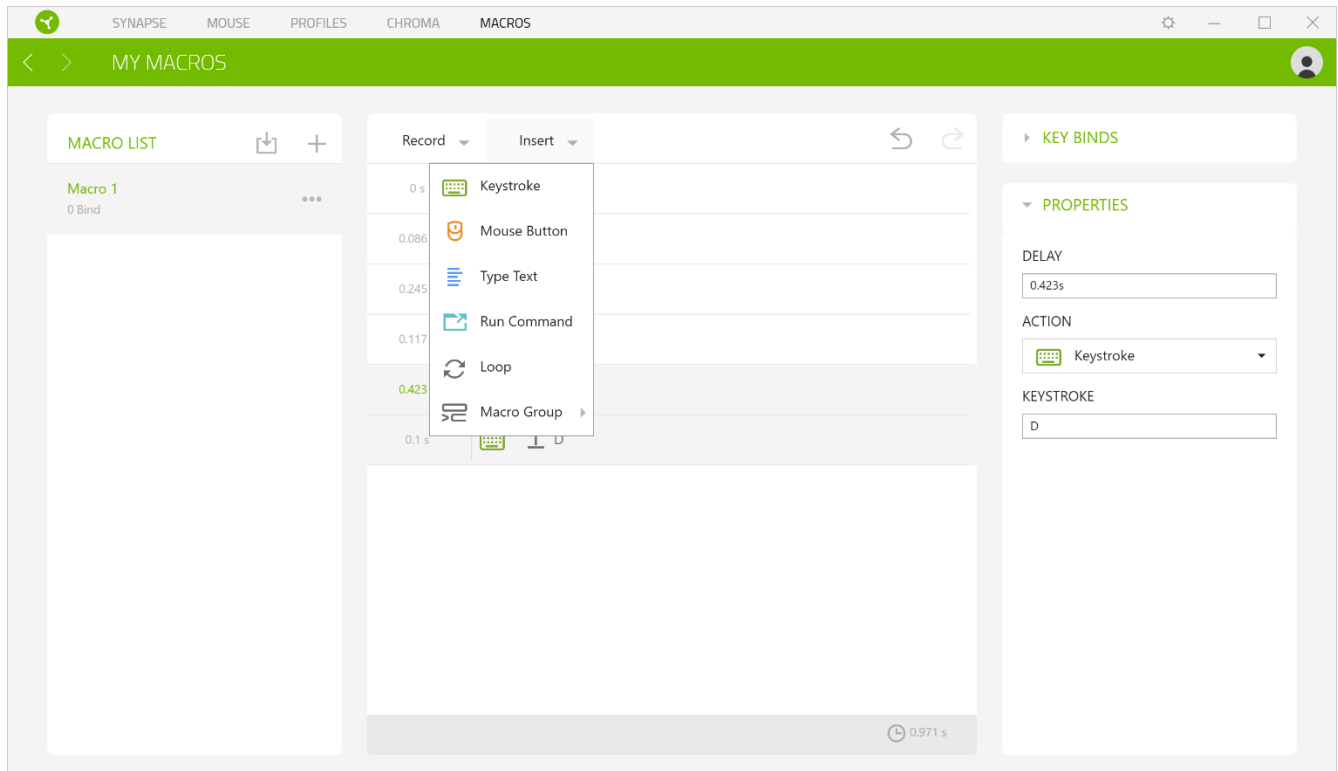 SYNAPSE MOUSE PROFILES CHROMA MACROS
MY MACROS
MACRO LIST
Macro 1
0 Bind
Record Insert
0 s
0.086
0.245
0.117
0.423
0.1 s D
Keystroke
Mouse Button
Type Text
Run Command
Loop
Macro Group
0.971 s
KEY BINDS
PROPERTIES
DELAY
0.423s
ACTION
Keystroke
KEYSTROKE
D